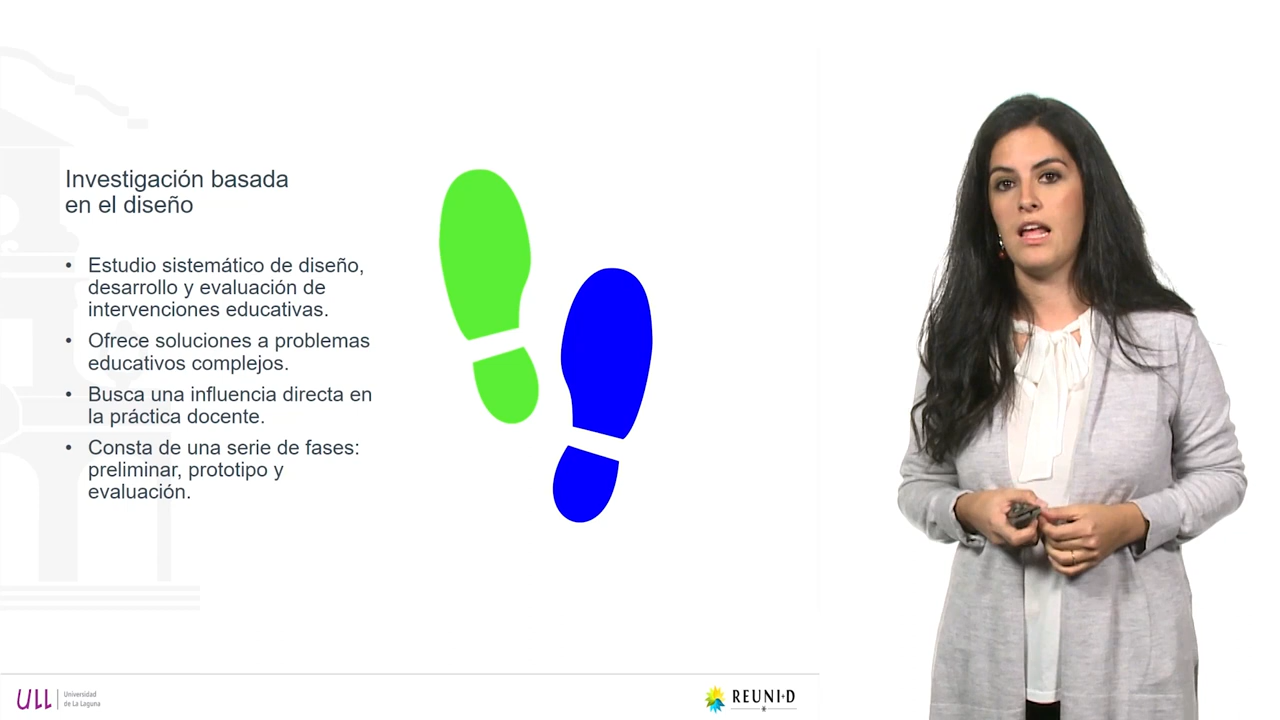 Investigación basada
en el diseño
• Estudio sistemático de diseño,
desarrollo y evaluación de
intervenciones educativas.
• Ofrece soluciones a problemas
educativos complejos.
• Busca una influencia directa en
la práctica docente.
• Consta de una serie de fases:
preliminar, prototipo y
evaluación.
ULL | Universidad
de La Laguna
REUNI+D